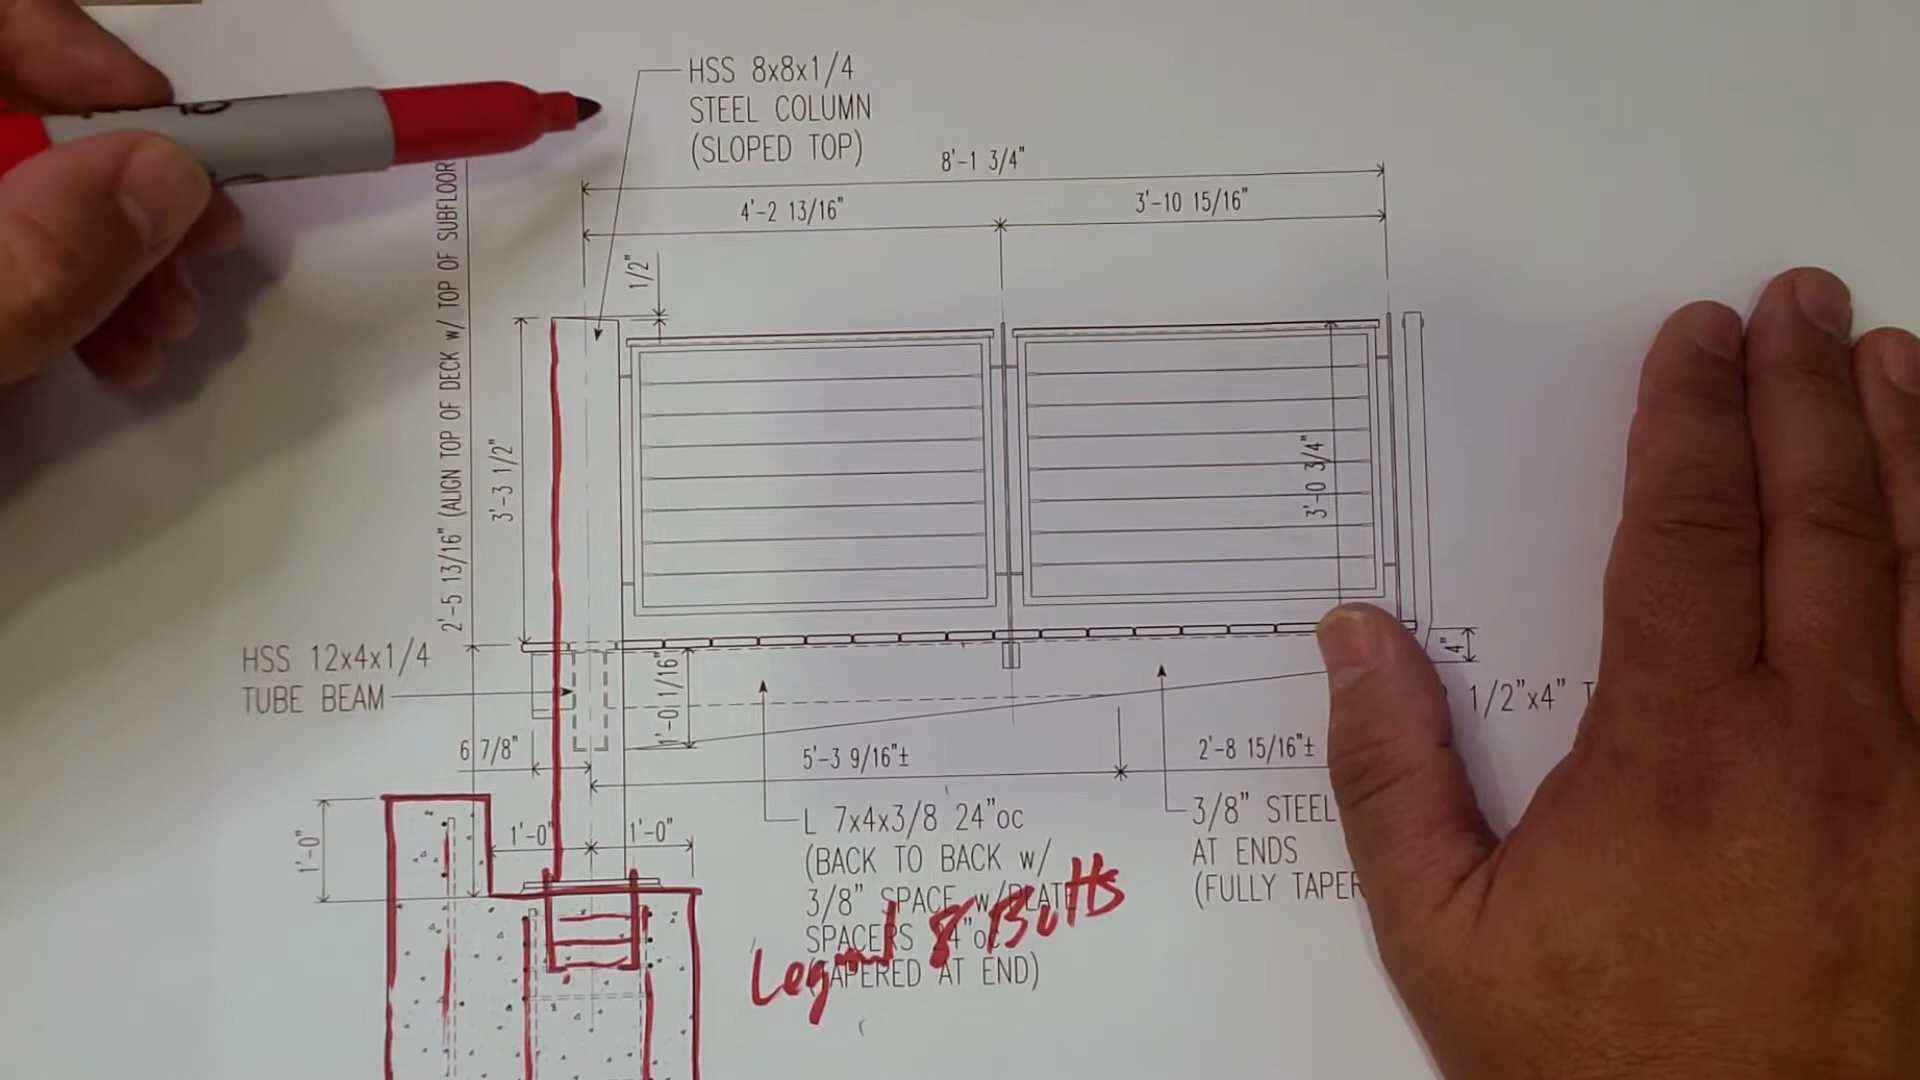 HSS 8x8x1/4
STEEL COLUMN
(SLOPED TOP)
8'-1 3/4"
4'-2 13/16"
3'-10 15/16"
1/2"
2'-5 13/16" (ALIGN TOP OF DECK w/ TOP OF SUBFLOOR
3'-3 1/2"
3'-0 3/4"
HSS 12x4x1/4
TUBE BEAM
1'-0 1/16"
4"
1/2"x4"
6 7/8"
5'-3 9/16"±
2'-8 15/16"±
1'-0"
1'-0"
1'-0"
L 7x4x3/8 24"oc
(BACK TO BACK w/
3/8" SPACE w/PLATE
SPACERS 24"oc
(TAPERED AT END)
3/8" STEEL
AT ENDS
(FULLY TAPER